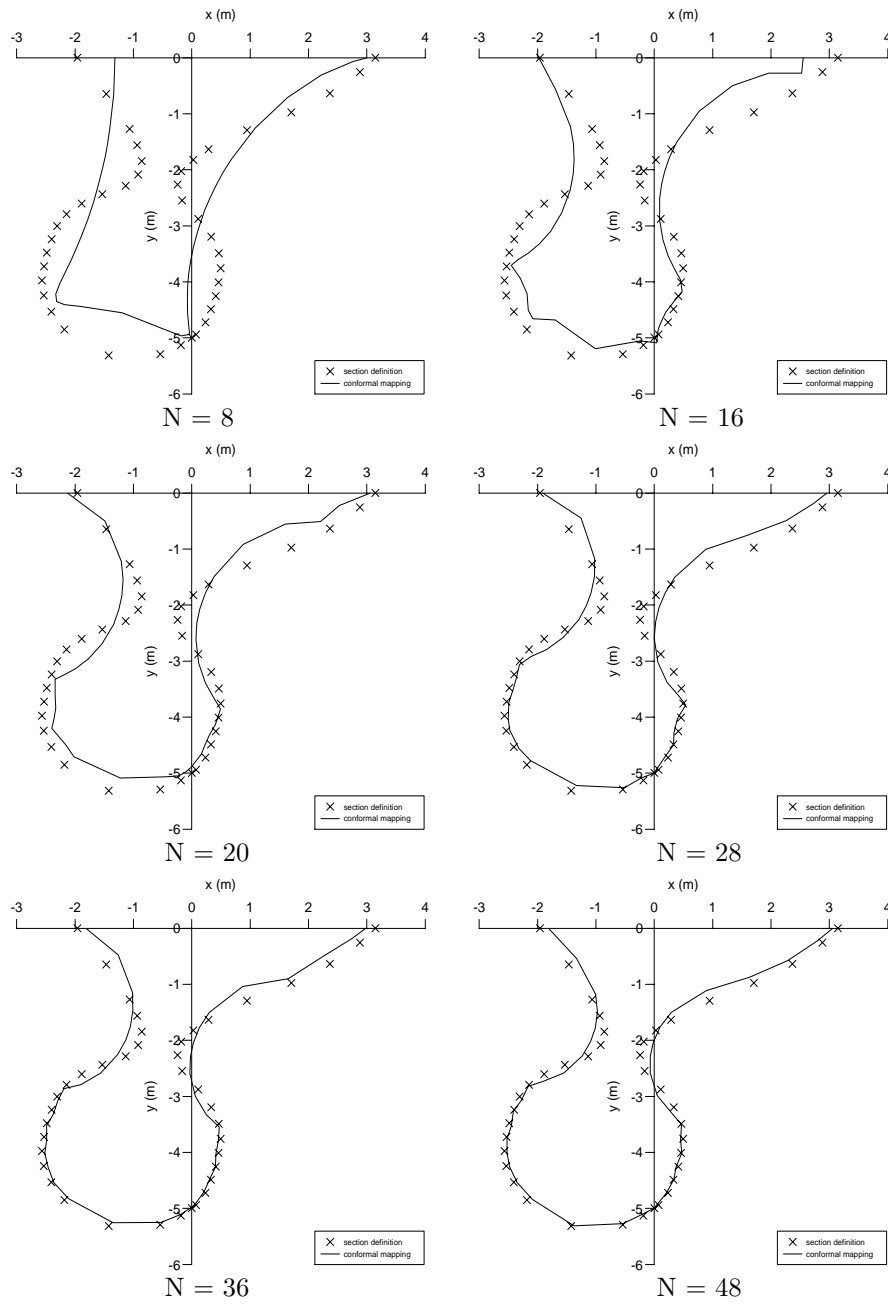 x (m)
x (m)
-3 -2 -1 0 1 2 3 4
-3 -2 -1 0 1 2 3 4
0
-1
-2
-3
-4
-5
-6
y (m)
0
-1
-2
-3
-4
-5
-6
y (m)
section definition
conformal mapping
section definition
conformal mapping
N = 8
N = 16
x (m)
x (m)
-3 -2 -1 0 1 2 3 4
-3 -2 -1 0 1 2 3 4
0
-1
-2
-3
-4
-5
-6
y (m)
0
-1
-2
-3
-4
-5
-6
y (m)
section definition
conformal mapping
section definition
conformal mapping
N = 20
N = 28
x (m)
x (m)
-3 -2 -1 0 1 2 3 4
-3 -2 -1 0 1 2 3 4
0
-1
-2
-3
-4
-5
-6
y (m)
0
-1
-2
-3
-4
-5
-6
y (m)
section definition
conformal mapping
section definition
conformal mapping
N = 36
N = 48